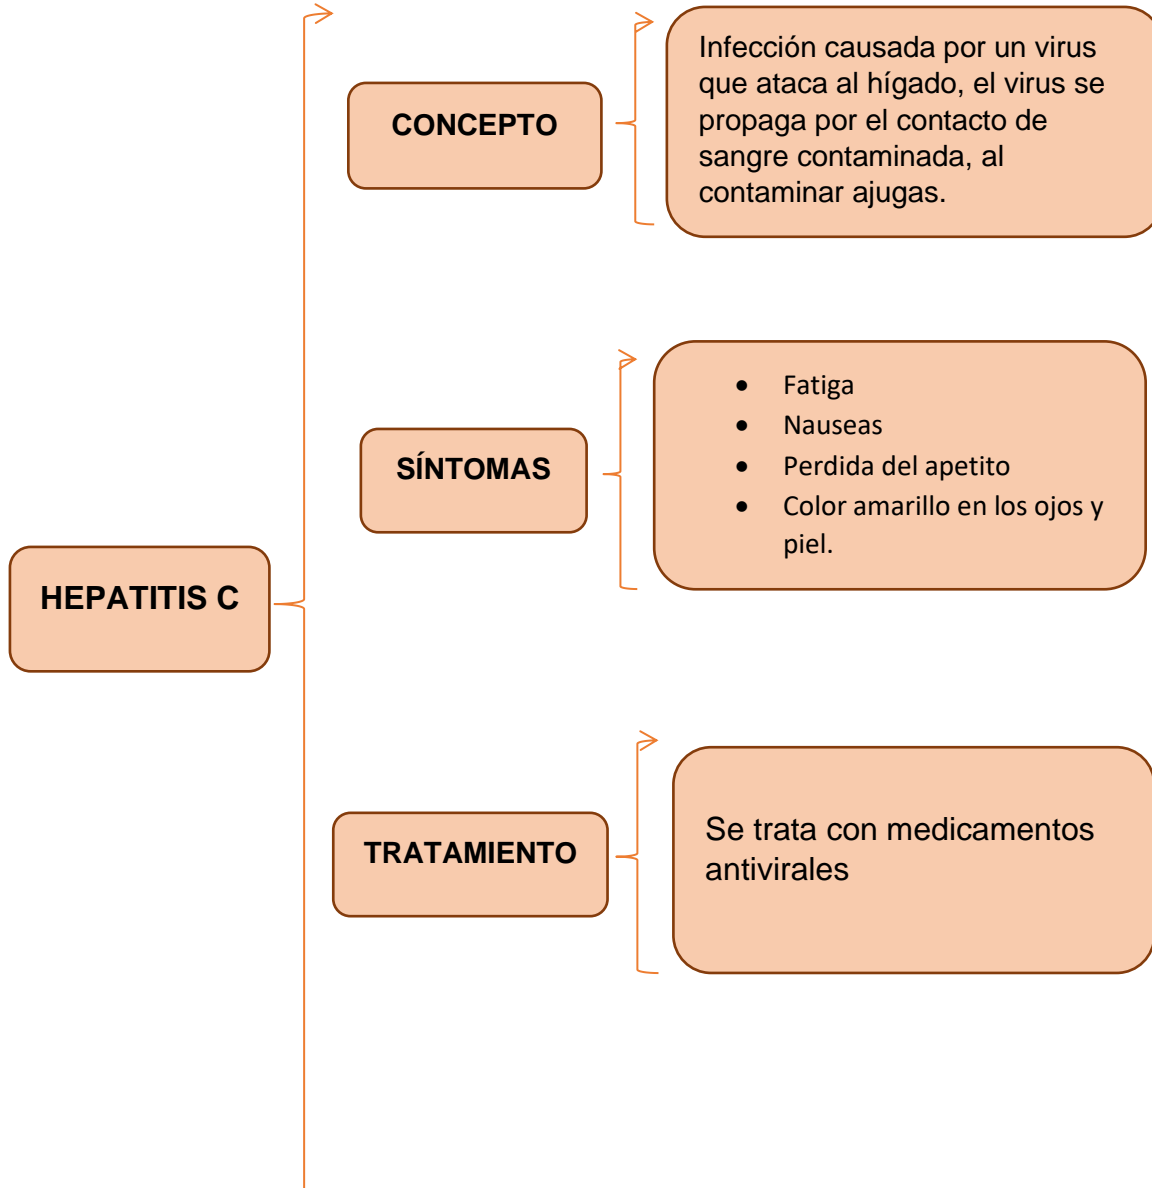 HEPATITIS C
CONCEPTO
Infección causada por un virus
que ataca al hígado, el virus se
propaga por el contacto de
sangre contaminada, al
contaminar ajugas.
SÍNTOMAS
• Fatiga
• Nauseas
• Perdida del apetito
• Color amarillo en los ojos y
piel.
TRATAMIENTO
Se trata con medicamentos
antivirales